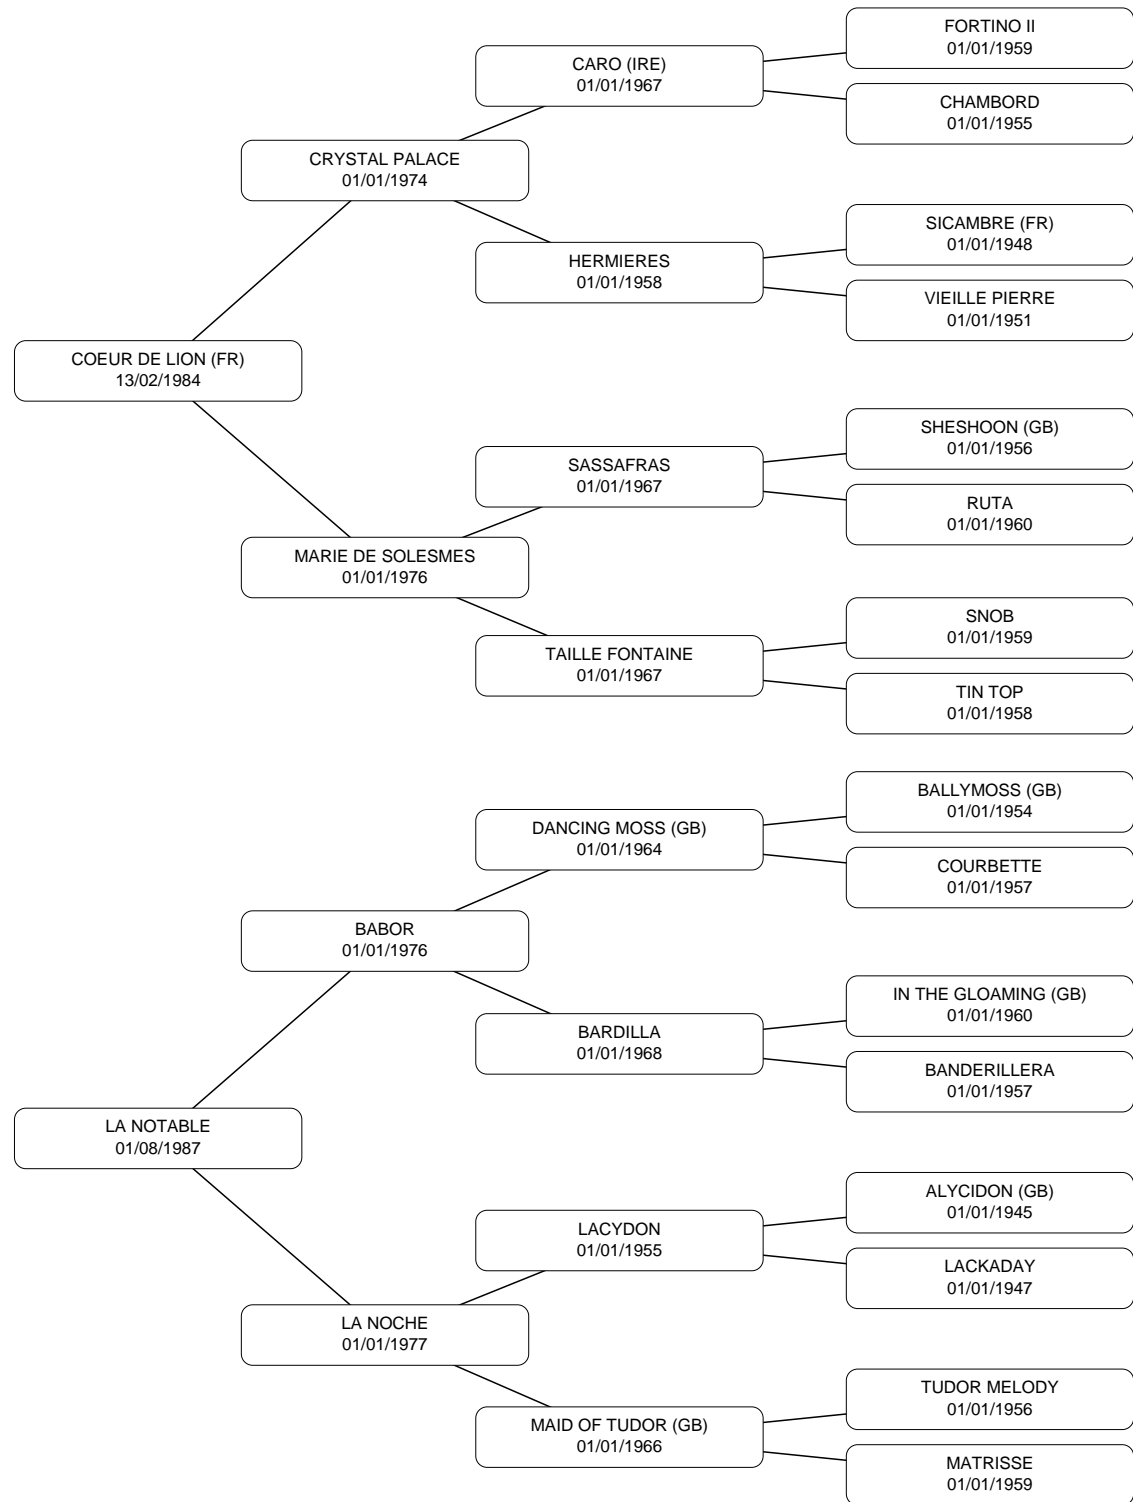 FORTINO II
01/01/1959
CARO (IRE)
01/01/1967
CHAMBORD
01/01/1955
CRYSTAL PALACE
01/01/1974
SICAMBRE (FR)
01/01/1948
HERMIERES
01/01/1958
VIEILLE PIERRE
01/01/1951
COEUR DE LION (FR)
13/02/1984
SHESHOON (GB)
01/01/1956
SASSAFRAS
01/01/1967
RUTA
01/01/1960
MARIE DE SOLESMES
01/01/1976
SNOB
01/01/1959
TAILLE FONTAINE
01/01/1967
TIN TOP
01/01/1958
BALLYMOSS (GB)
01/01/1954
DANCING MOSS (GB)
01/01/1964
COURBETTE
01/01/1957
BABOR
01/01/1976
IN THE GLOAMING (GB)
01/01/1960
BARDILLA
01/01/1968
BANDERILLERA
01/01/1957
LA NOTABLE
01/08/1987
ALYCIDON (GB)
01/01/1945
LACYDON
01/01/1955
LACKADAY
01/01/1947
LA NOCHE
01/01/1977
TUDOR MELODY
01/01/1956
MAID OF TUDOR (GB)
01/01/1966
MATRISSE
01/01/1959